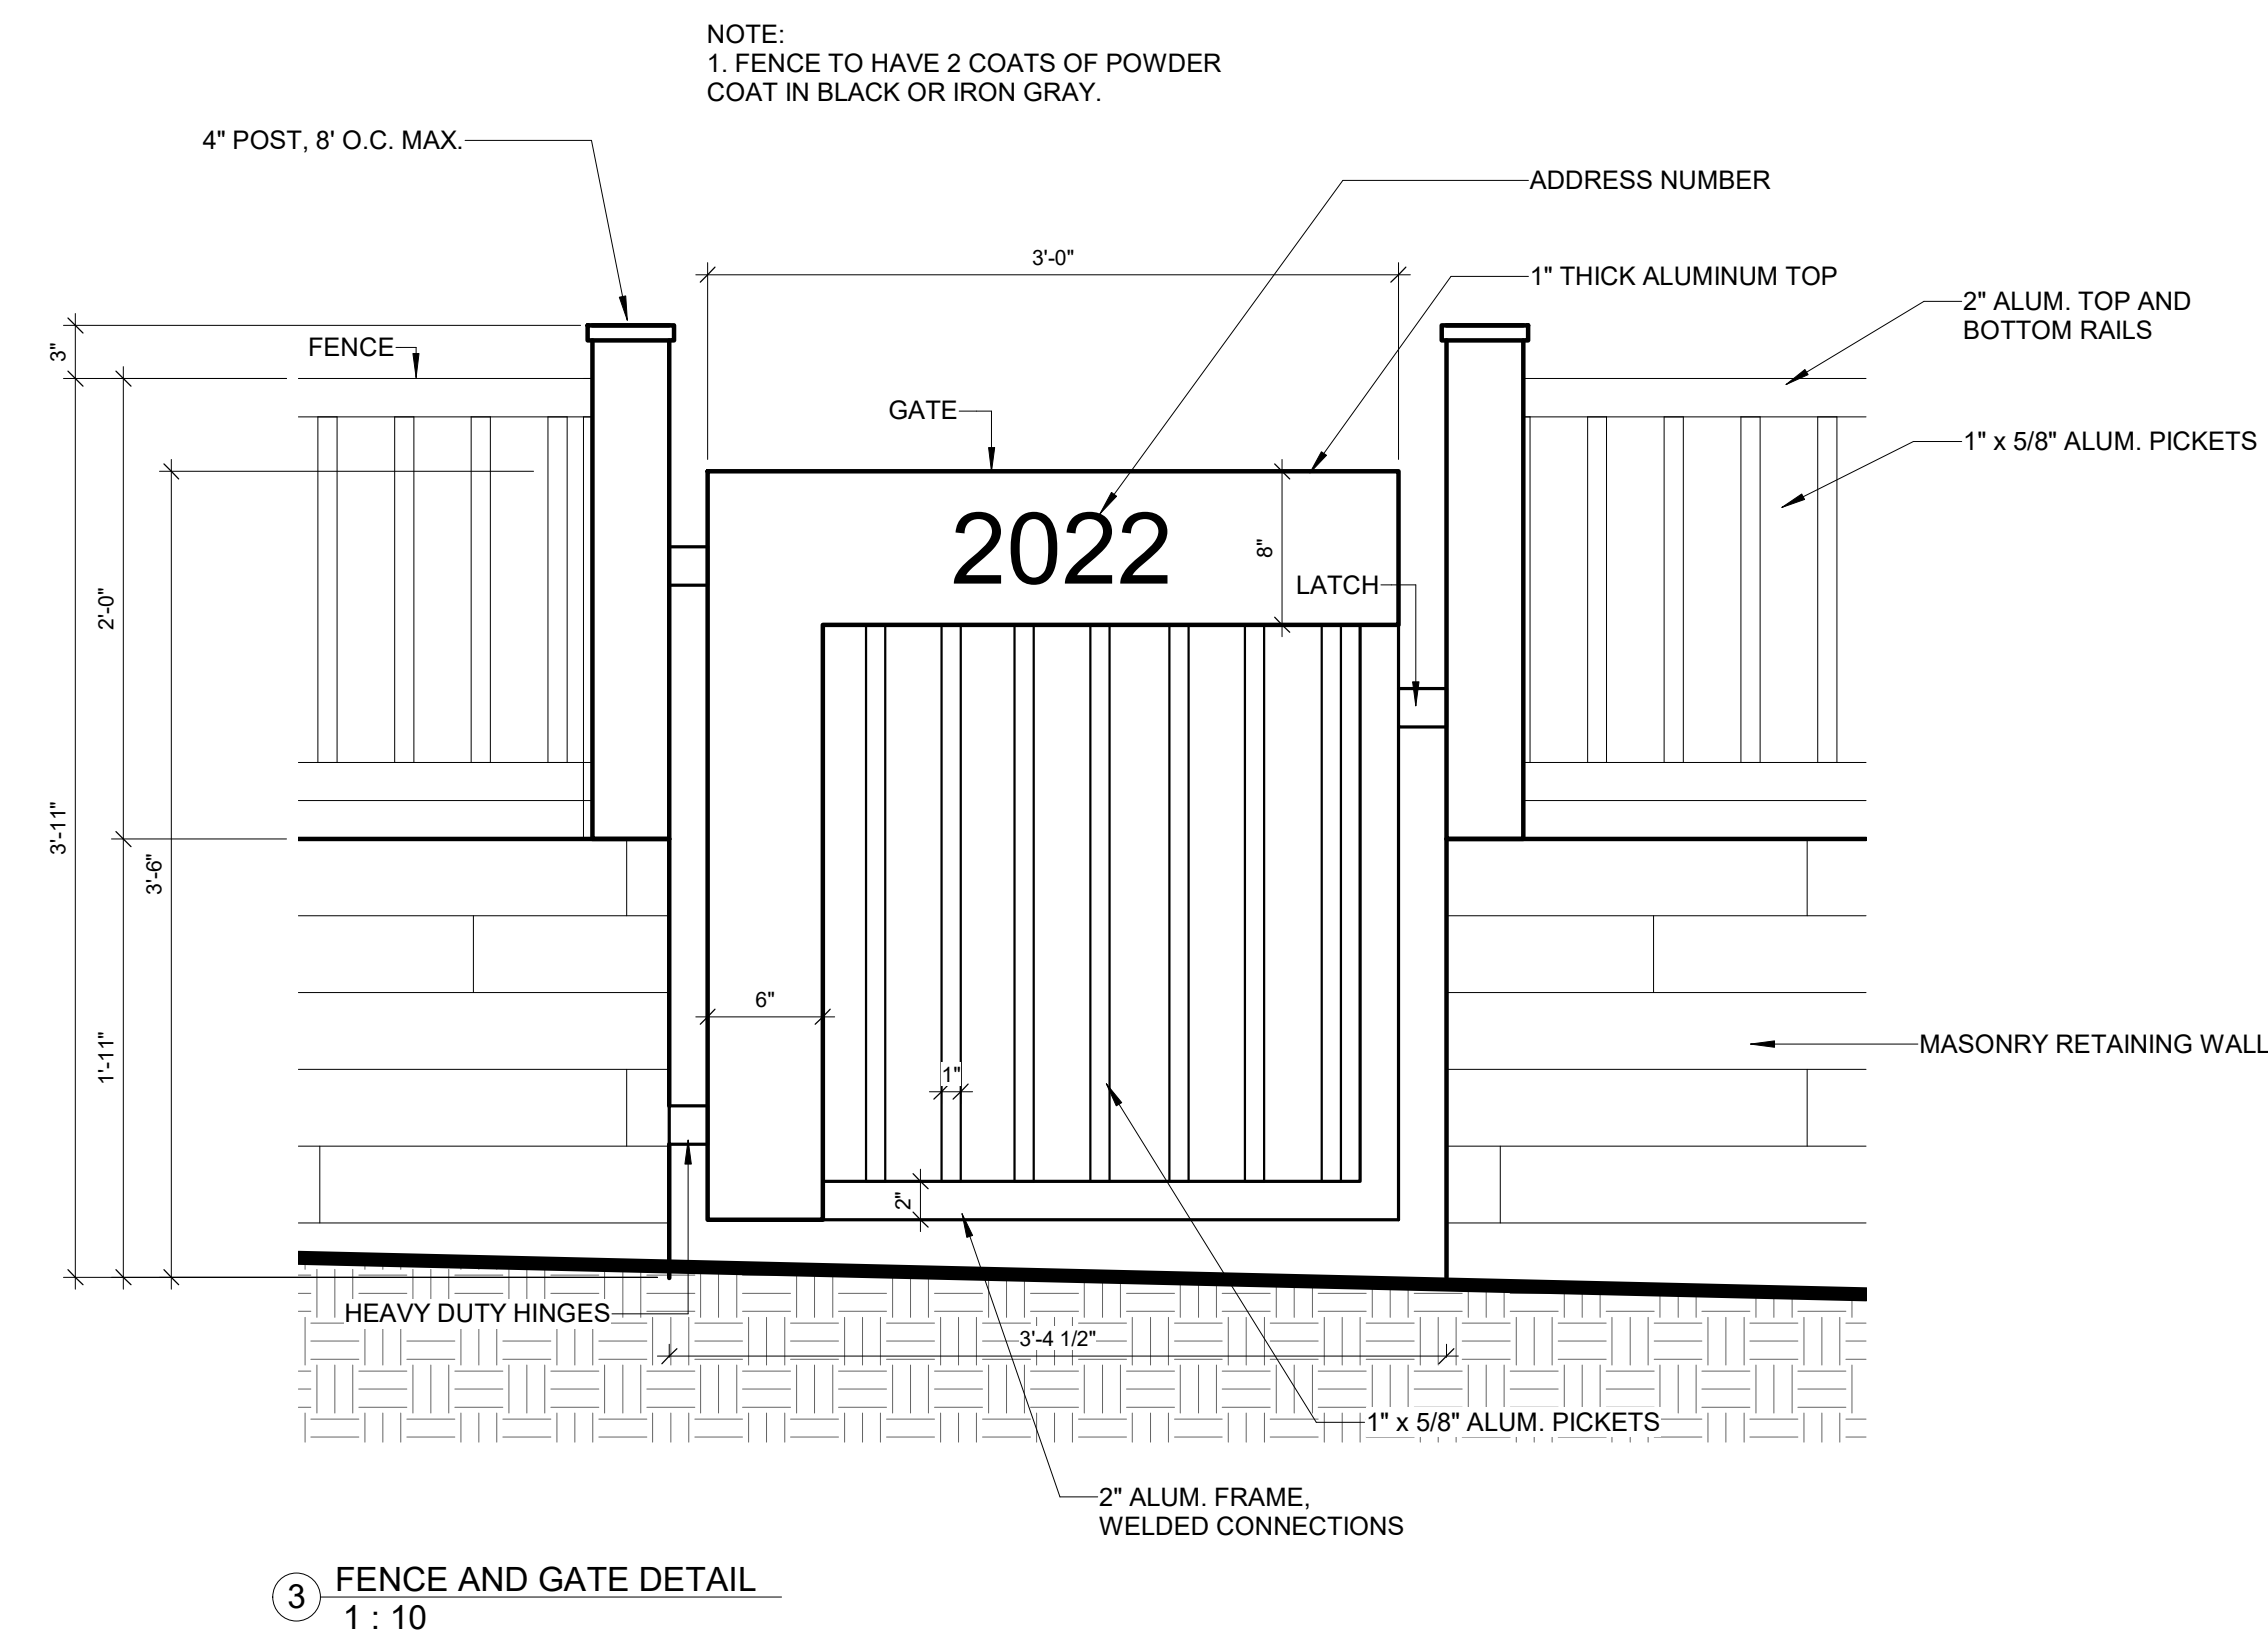 NOTE:
1. FENCE TO HAVE 2 COATS OF POWDER
COAT IN BLACK OR IRON GRAY.
4" POST, 8' O.C. MAX.
ADDRESS NUMBER
3'-0"
1" THICK ALUMINUM TOP
2" ALUM. TOP AND
BOTTOM RAILS
3"
FENCE
GATE
1" x 5/8" ALUM. PICKETS
2022
8"
LATCH
2'-0"
3'-11"
3'-6"
6"
1'-11"
1"
MASONRY RETAINING WALL
2"
HEAVY DUTY HINGES
3'-4 1/2"
1" x 5/8" ALUM. PICKETS
2" ALUM. FRAME,
WELDED CONNECTIONS
3
FENCE AND GATE DETAIL
1 : 10